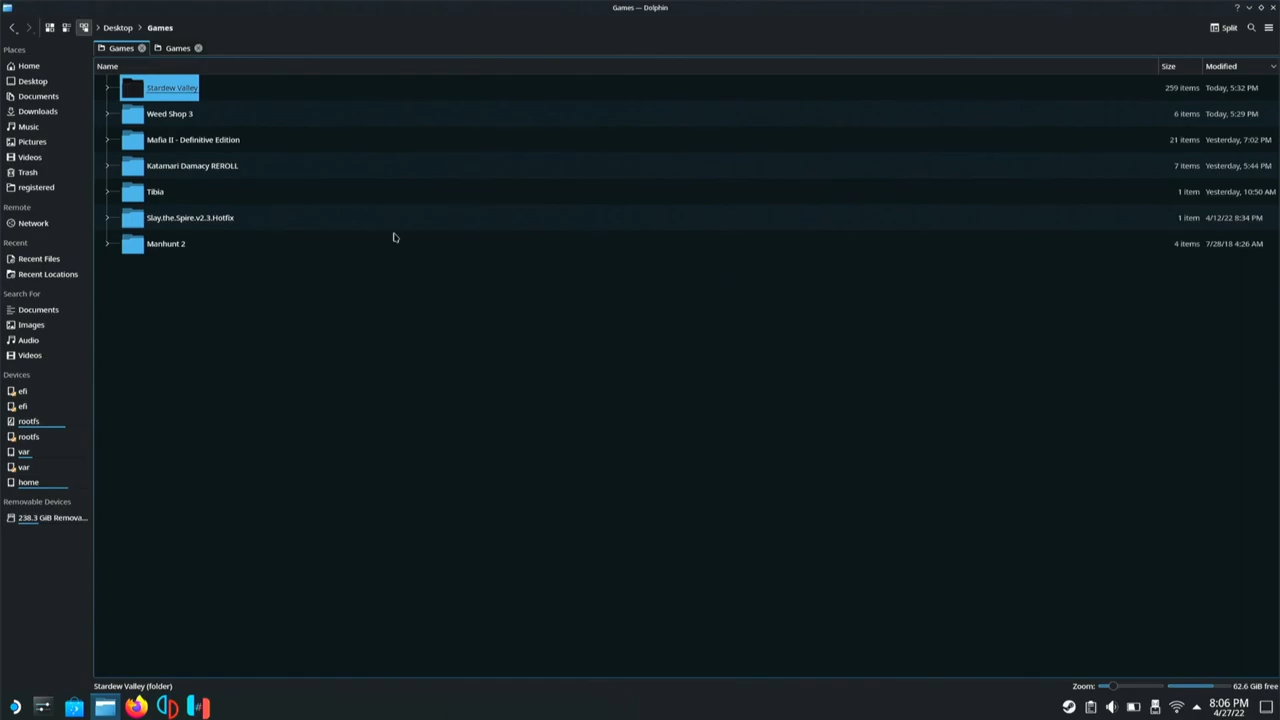 Games — Dolphin
Desktop
Games
Split
Places
Games
Games
Home
Name
Size
Modified
Desktop
Stardew Valley
259 items
Today, 5:32 PM
Documents
Downloads
Weed Shop 3
6 items
Today, 5:29 PM
Music
Pictures
Mafia II - Definitive Edition
21 items
Yesterday, 7:02 PM
Videos
Trash
Katamari Damacy REROLL
7 items
Yesterday, 5:44 PM
registered
Tibia
1 item
Yesterday, 10:50 AM
Remote
Network
Slay.the.Spire.v2.3.Hotfix
1 item
4/12/22 8:34 PM
Recent
Manhunt 2
4 items
7/28/18 4:26 AM
Recent Files
Recent Locations
Search For
Documents
Images
Audio
Videos
Devices
efi
efi
rootfs
rootfs
var
var
home
Removable Devices
238.3 GiB Remova...
Stardew Valley (folder)
Zoom:
62.6 GiB free
8:06 PM
4/27/22